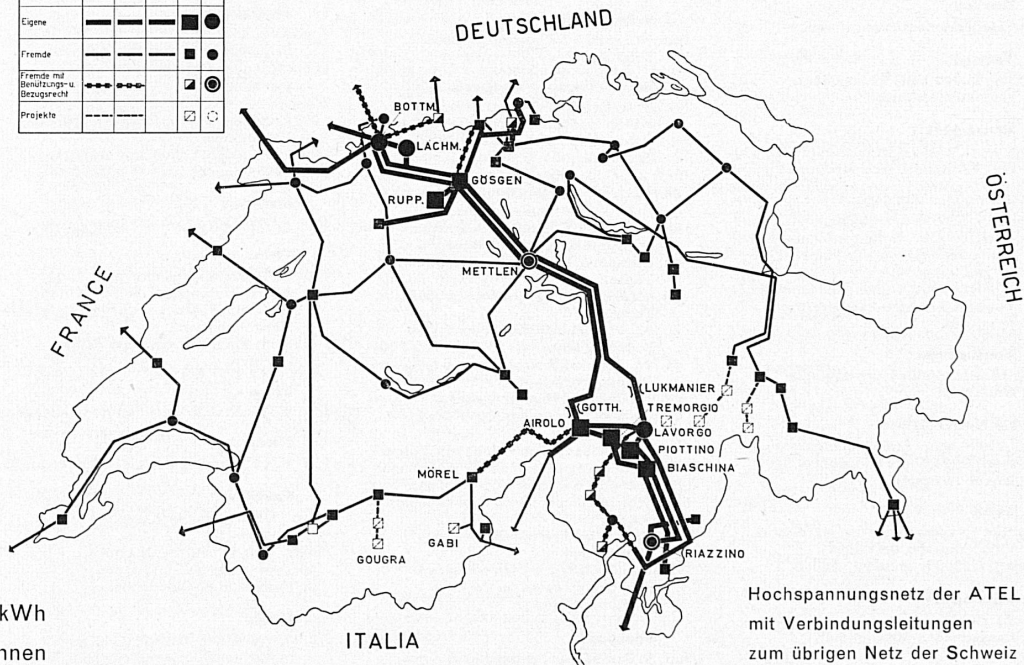 Eigene
Fremde
Fremde mit
Benützungs-u.
Bezugsrecht
Projekte
DEUTSCHLAND
BOTTM.
LACHM.
GÖSGEN
RUPP.
ÖSTERREICH
METTLEN
FRANCE
LUKMANIER
GOTTH.
TREMORGIO
AIROLO
LAVORGO
PIOTTINO
BIASCHINA
MÖREL
GABI
RIAZZINO
GOUGRA
kWh
nnen
ITALIA
Hochspannungsnetz der ATEL
mit Verbindungsleitungen
zum übrigen Netz der Schweiz